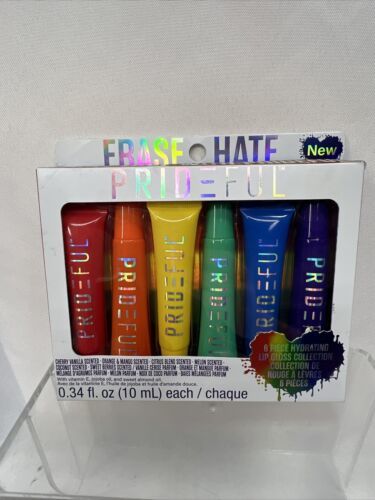 ERASE HATE
New
PRIDEFUL
PRIDEFUL
PRIDEFUL
PRIDEFUL
PRIDEFUL
PRIDEFUL
PRIDEFUL
6 PIECE HYDRATING
LIP GLOSS COLLECTION
COLLECTION DE
ROUGE À LÈVRES
6 PIÈCES
CHERRY VANILLA SCENTED • ORANGE & MANGO SCENTED • CITRUS BLEND SCENTED • MELON SCENTED •
COCONUT SCENTED • SWEET BERRIES SCENTED / VANILLE CERISE PARFUM • ORANGE ET MANGUE PARFUM •
MÉLANGE D'AGRUMES PARFUM • MELON PARFUM • NOIX DE COCO PARFUM • BAIES MÉLANGÉES PARFUM
With vitamin E, jojoba oil, and sweet almond oil.
Avec de la vitamine E, l'huile de jojoba et huile d'amande douce.
0.34 fl. oz (10 mL) each / chaque